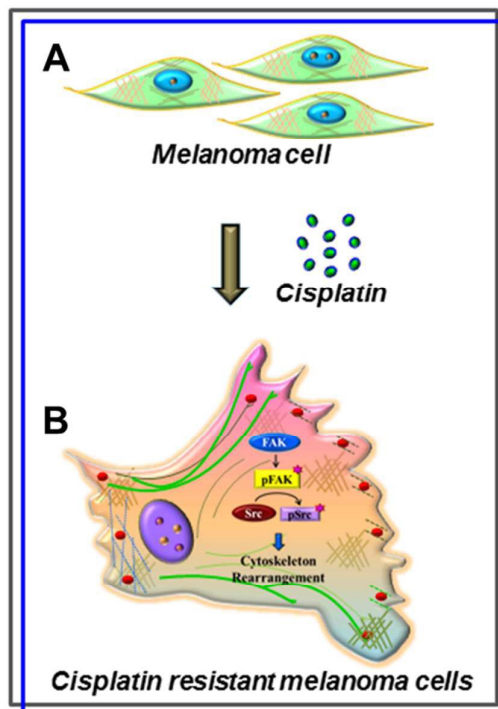 A
Melanoma cell
Cisplatin
B
FAK
pFAK
Src pSrc
Cytoskeleton
Rearrangement
Cisplatin resistant melanoma cells